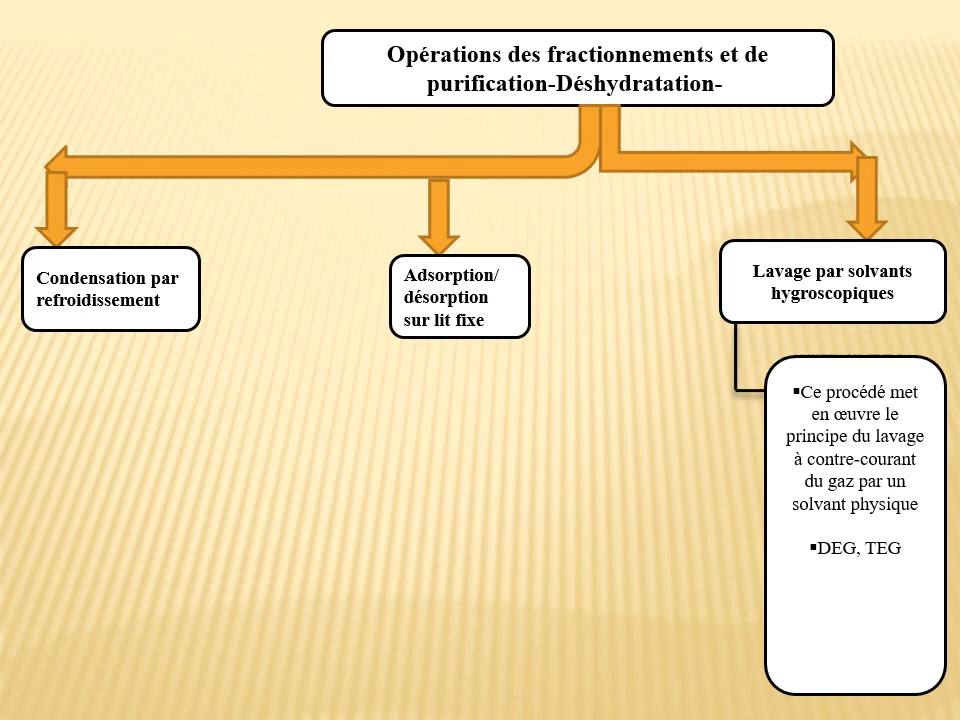 Opérations des fractionnements et de
purification-Déshydratation-
Condensation par
refroidissement
Adsorption/
désorption
sur lit fixe
Lavage par solvants
hygroscopiques
▪Ce procédé met
en œuvre le
principe du lavage
à contre-courant
du gaz par un
solvant physique
▪DEG, TEG